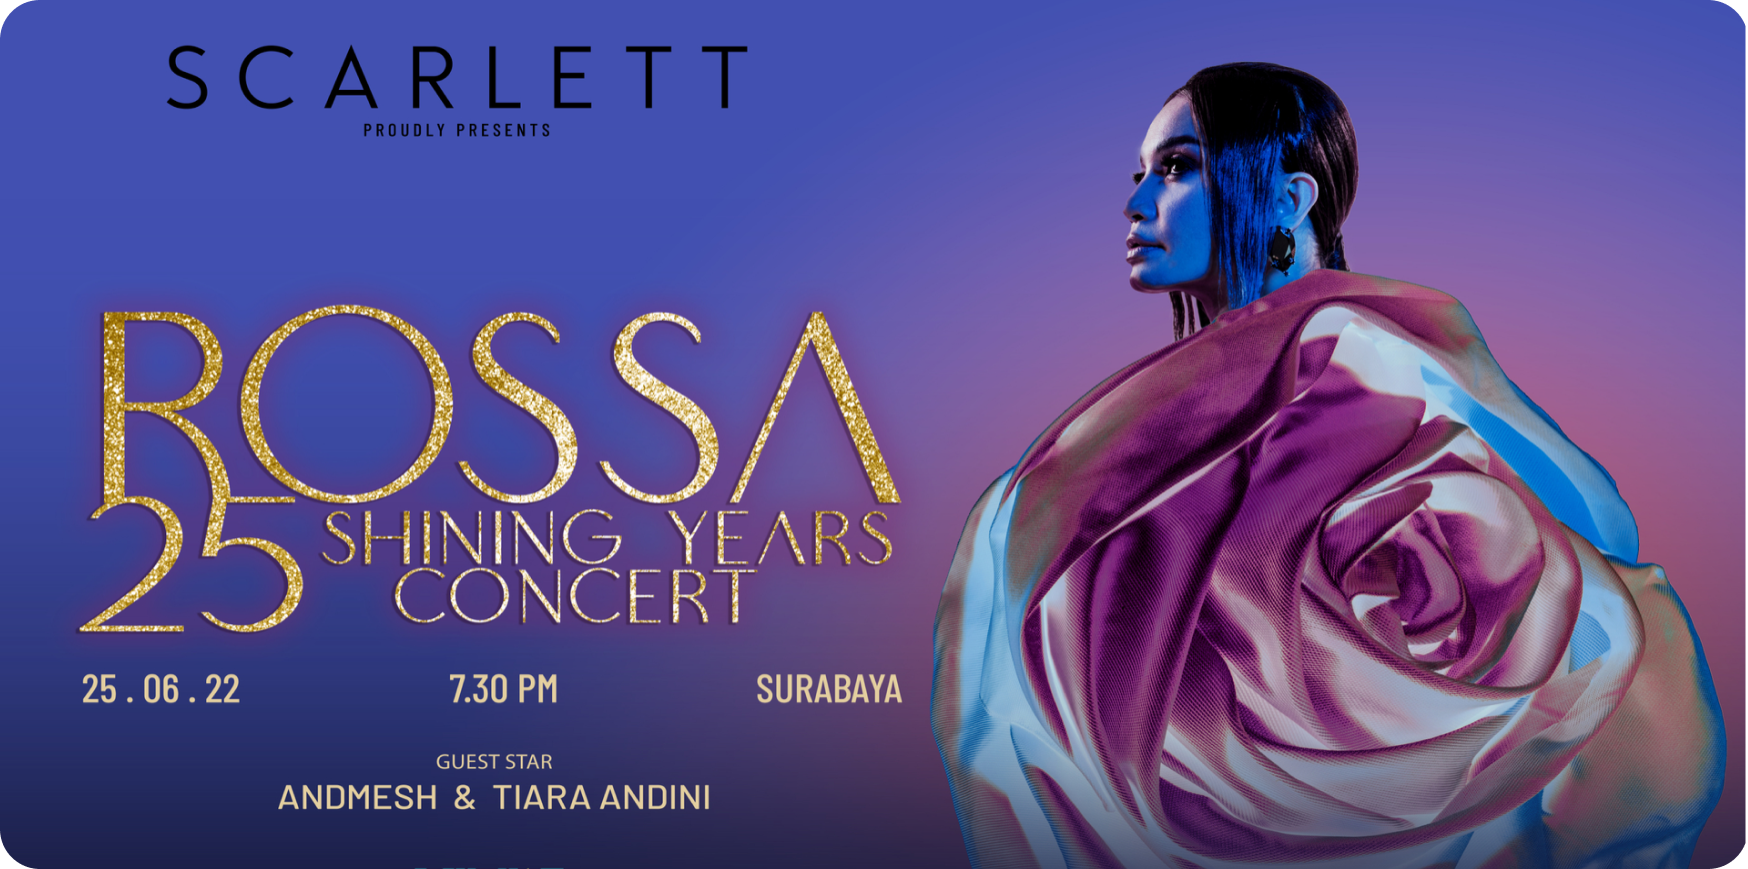 SCARLETT
PROUDLY PRESENTS
ROSSA
25 SHINING YEARS
CONCERT
25 . 06 . 22 7.30 PM SURABAYA
GUEST STAR
ANDMESH & TIARA ANDINI